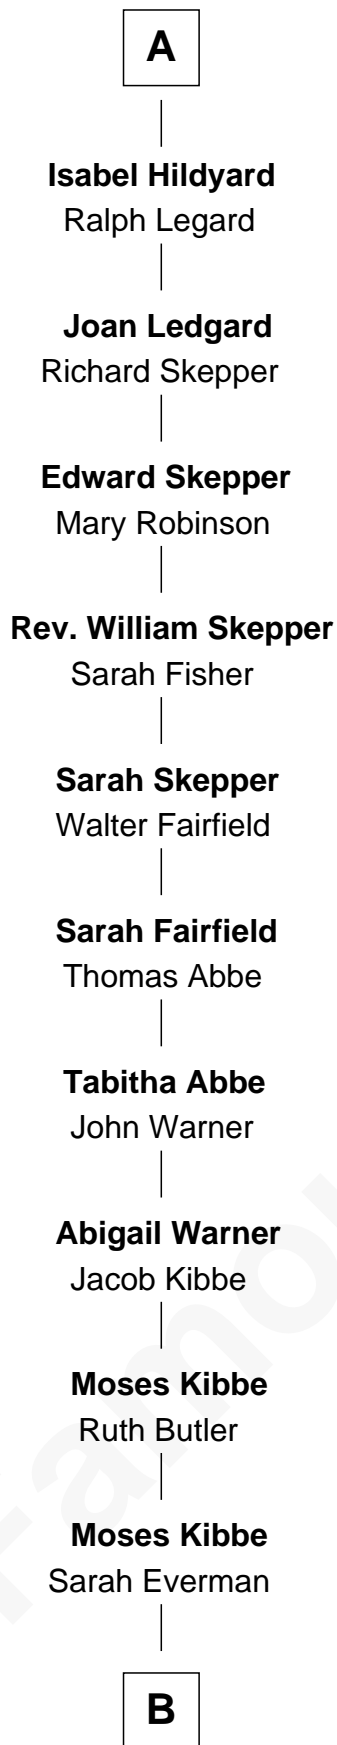 A
Isabel Hildyard
Ralph Legard
Joan Ledgard
Richard Skepper
Edward Skepper
Mary Robinson
Rev. William Skepper
Sarah Fisher
Sarah Skepper
Walter Fairfield
Sarah Fairfield
Thomas Abbe
Tabitha Abbe
John Warner
Abigail Warner
Jacob Kibbe
Moses Kibbe
Ruth Butler
Moses Kibbe
Sarah Everman
B